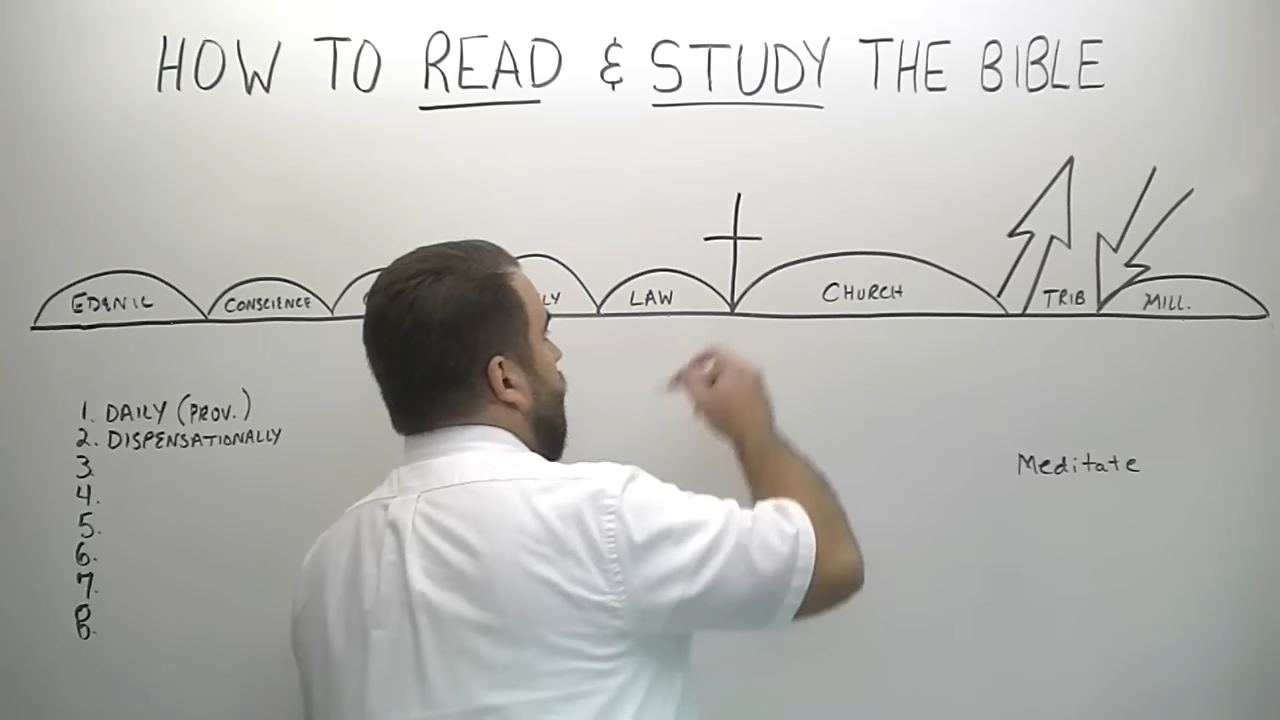 HOW TO READ & STUDY THE BIBLE
EDENIC CONSCIENCE LAW CHURCH TRIB MILL.
1. DAILY (PROV.)
2. DISPENSATIONALLY
3.
4.
5.
6.
7.
8.
Meditate